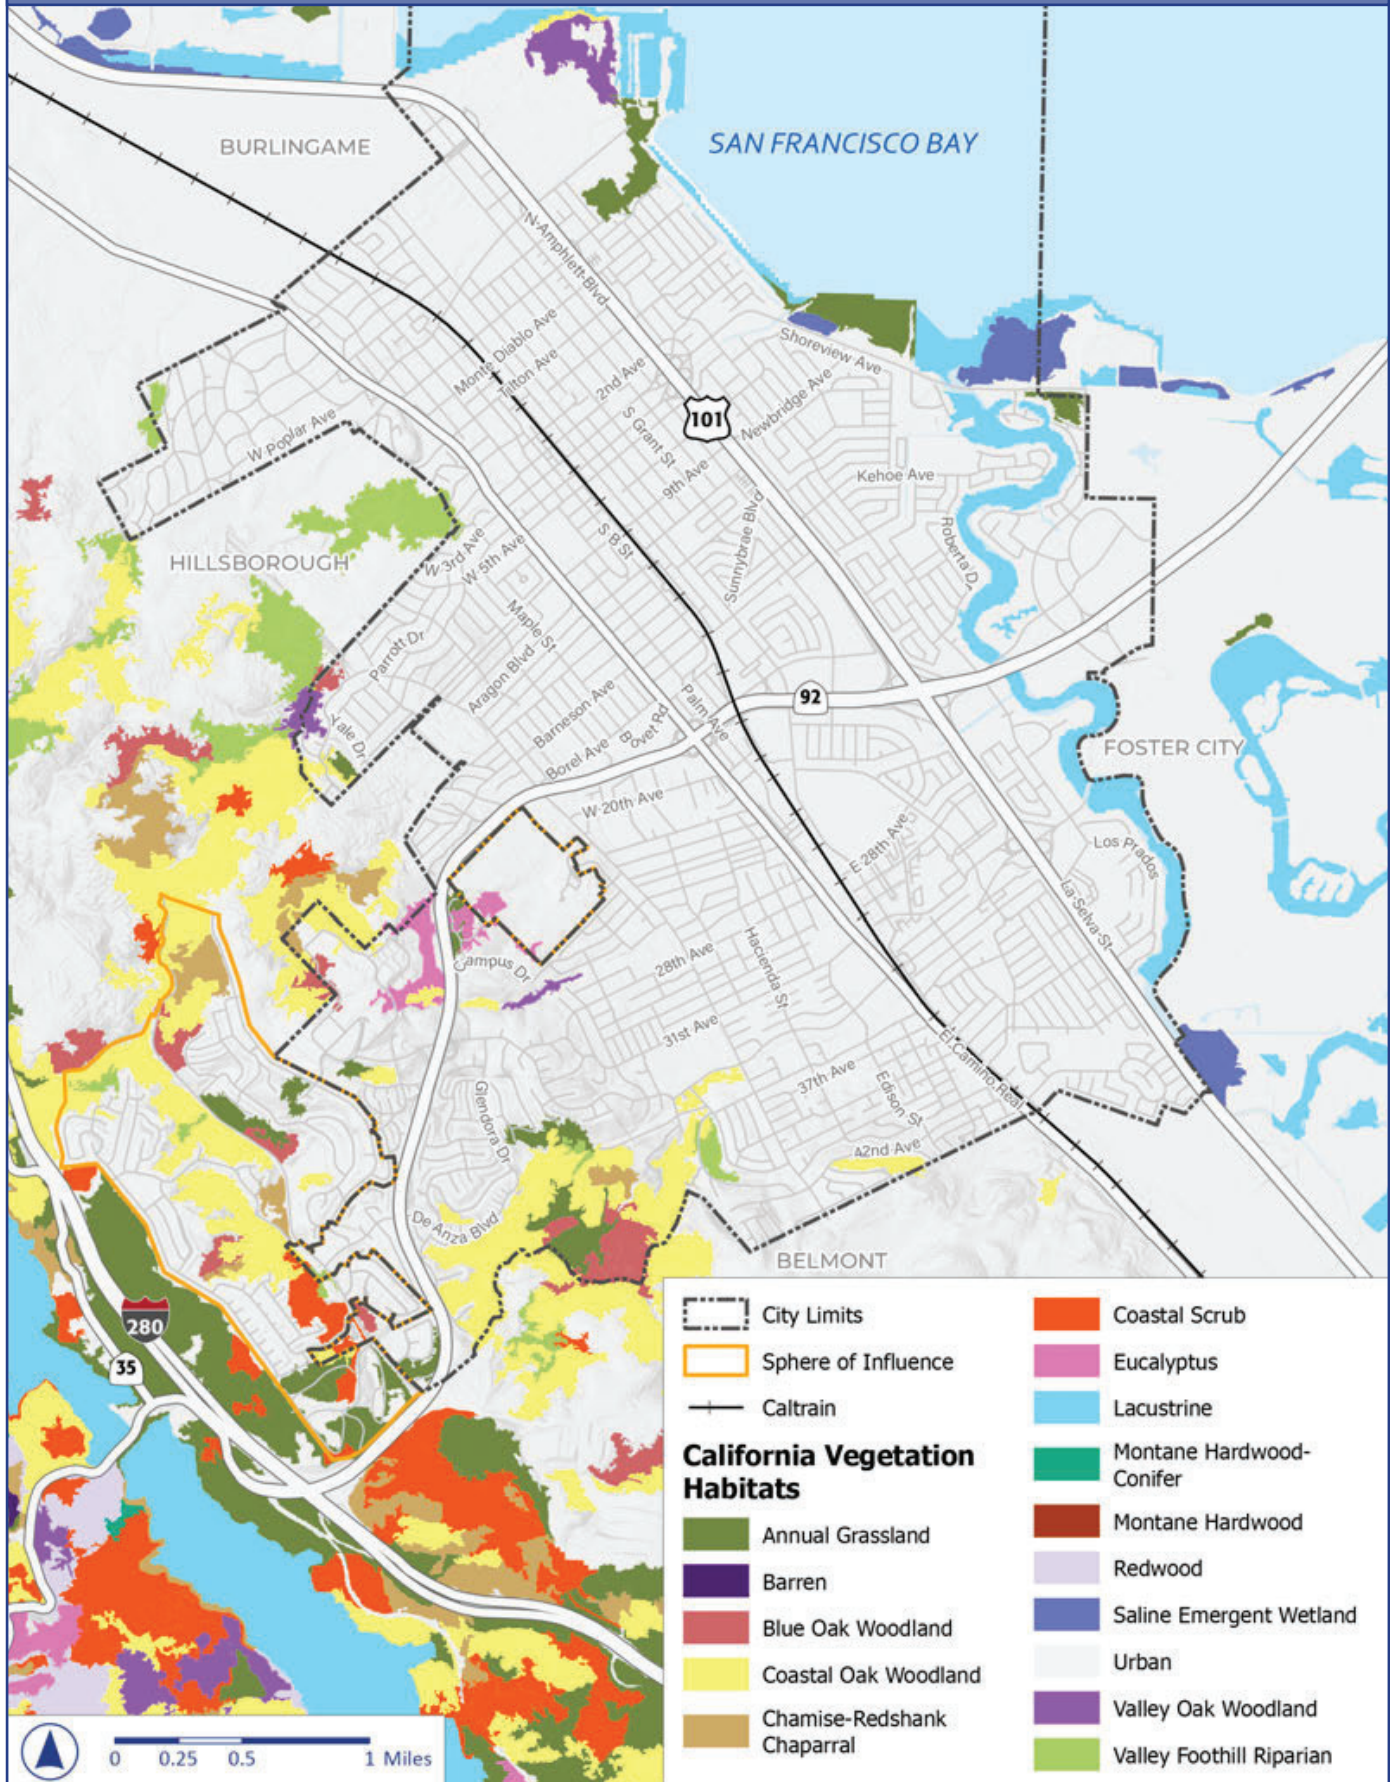 SAN FRANCISCO BAY
BURLINGAME
N Amphlett Blvd
Monte Diablo Ave
Tilton Ave
2nd Ave
Shoreview Ave
S Grant St
Newbridge Ave
101
W Poplar Ave
9th Ave
Kehoe Ave
Sunnybrae Blvd
S B St
W 3rd Ave
W 5th Ave
HILLSBOROUGH
Roberta Dr
Maple St
Parrott Dr
Aragon Blvd
Barneson Ave
Palm Ave
Bovet Rd
92
Yale Dr
Borel Ave
FOSTER CITY
W 20th Ave
E 28th Ave
Los Prados
La Selva St
Campus Dr
28th Ave
Hacienda St
31st Ave
El Camino Real
37th Ave
Edison St
Glendora Dr
42nd Ave
De Anza Blvd
BELMONT
280
35
City Limits
Sphere of Influence
Caltrain
California Vegetation
Habitats
Annual Grassland
Barren
Blue Oak Woodland
Coastal Oak Woodland
Chamise-Redshank
Chaparral
Coastal Scrub
Eucalyptus
Lacustrine
Montane Hardwood-
Conifer
Montane Hardwood
Redwood
Saline Emergent Wetland
Urban
Valley Oak Woodland
Valley Foothill Riparian
0 0.25 0.5 1 Miles